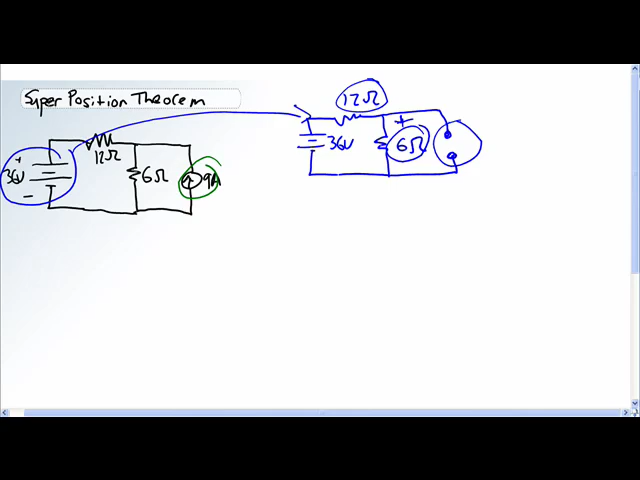 Super Position Theorem
12Ω
36V
6Ω
9A
12Ω
+
36V
6Ω
+
-